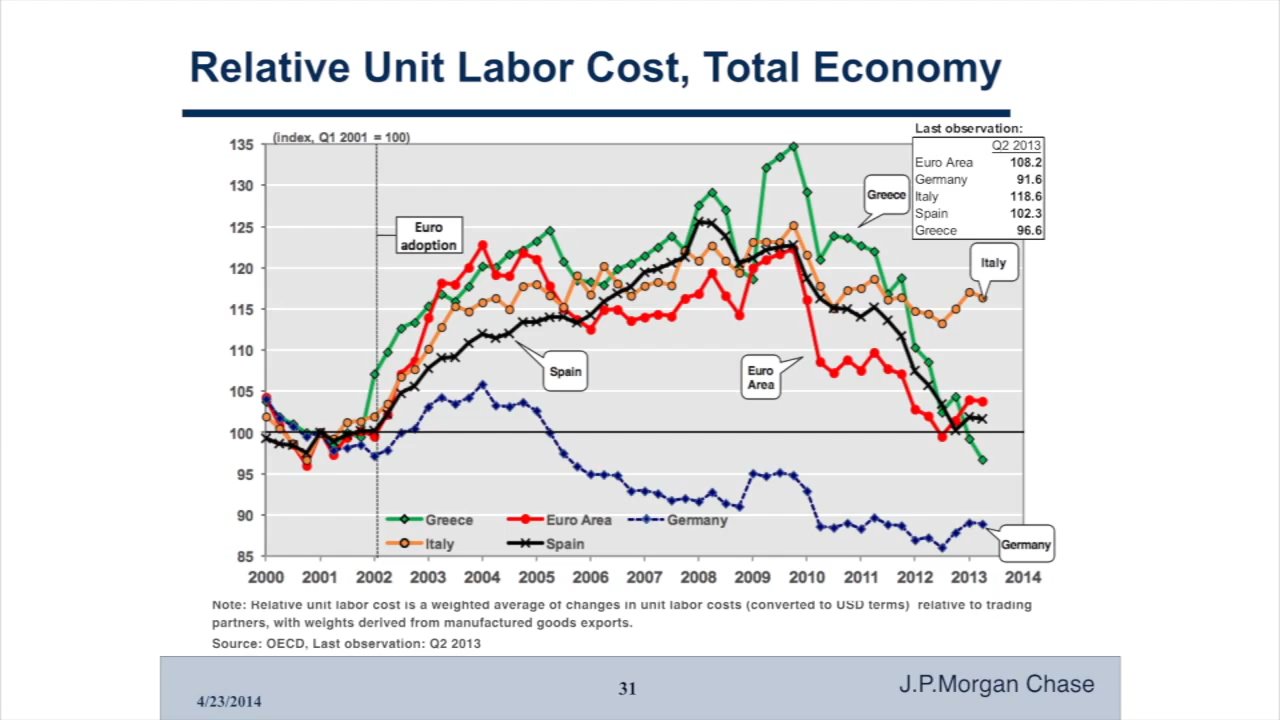 Relative Unit Labor Cost, Total Economy
(index, Q1 2001 = 100)
Last observation:
Q2 2013
Euro Area 108.2
Germany 91.6
Italy 118.6
Spain 102.3
Greece 96.6
135
130
125
120
115
110
105
100
95
90
85
Euro
adoption
Greece
Italy
Spain
Euro
Area
Germany
Greece Euro Area Germany
Italy Spain
2000 2001 2002 2003 2004 2005 2006 2007 2008 2009 2010 2011 2012 2013 2014
Note: Relative unit labor cost is a weighted average of changes in unit labor costs (converted to USD terms) relative to trading
partners, with weights derived from manufactured goods exports.
Source: OECD, Last observation: Q2 2013
4/23/2014
31
J.P.Morgan Chase